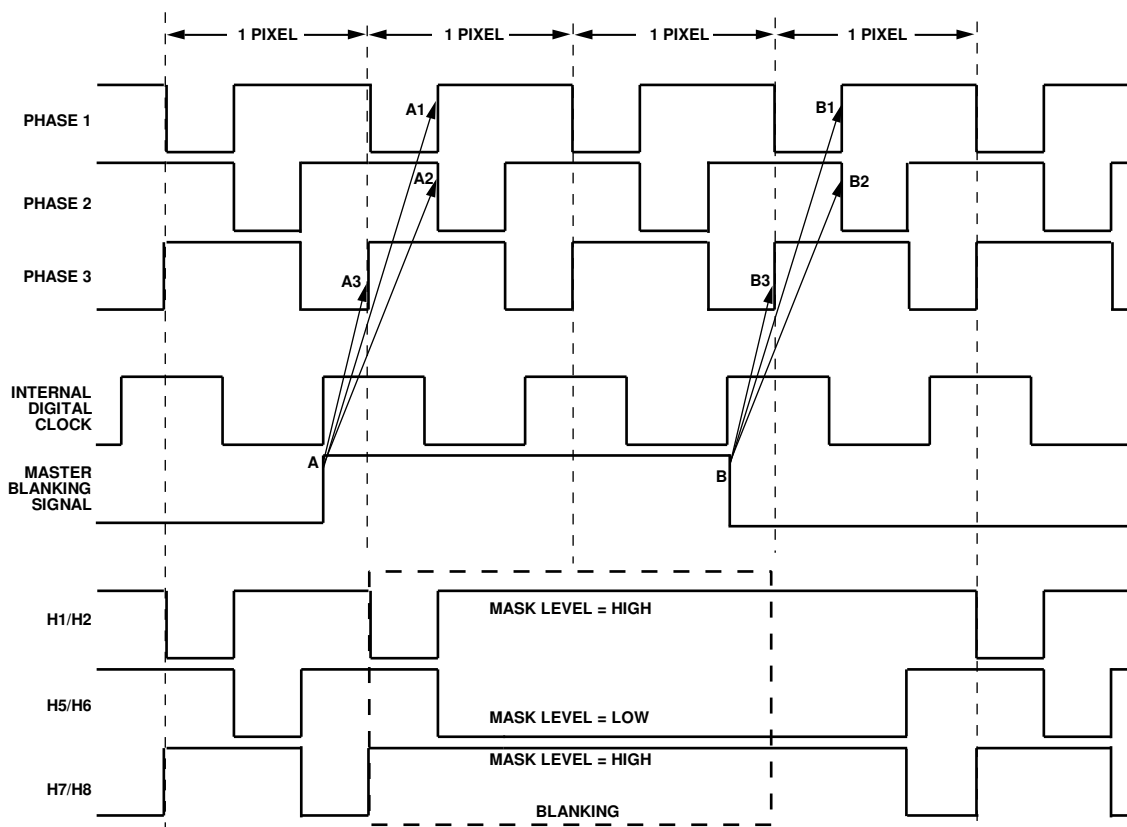 1 PIXEL 1 PIXEL 1 PIXEL 1 PIXEL
PHASE 1
A1
B1
PHASE 2
A2
B2
PHASE 3
A3
B3
INTERNAL
DIGITAL
CLOCK
MASTER
BLANKING
SIGNAL
A
B
H1/H2
MASK LEVEL = HIGH
H5/H6
MASK LEVEL = LOW
H7/H8
MASK LEVEL = HIGH
BLANKING